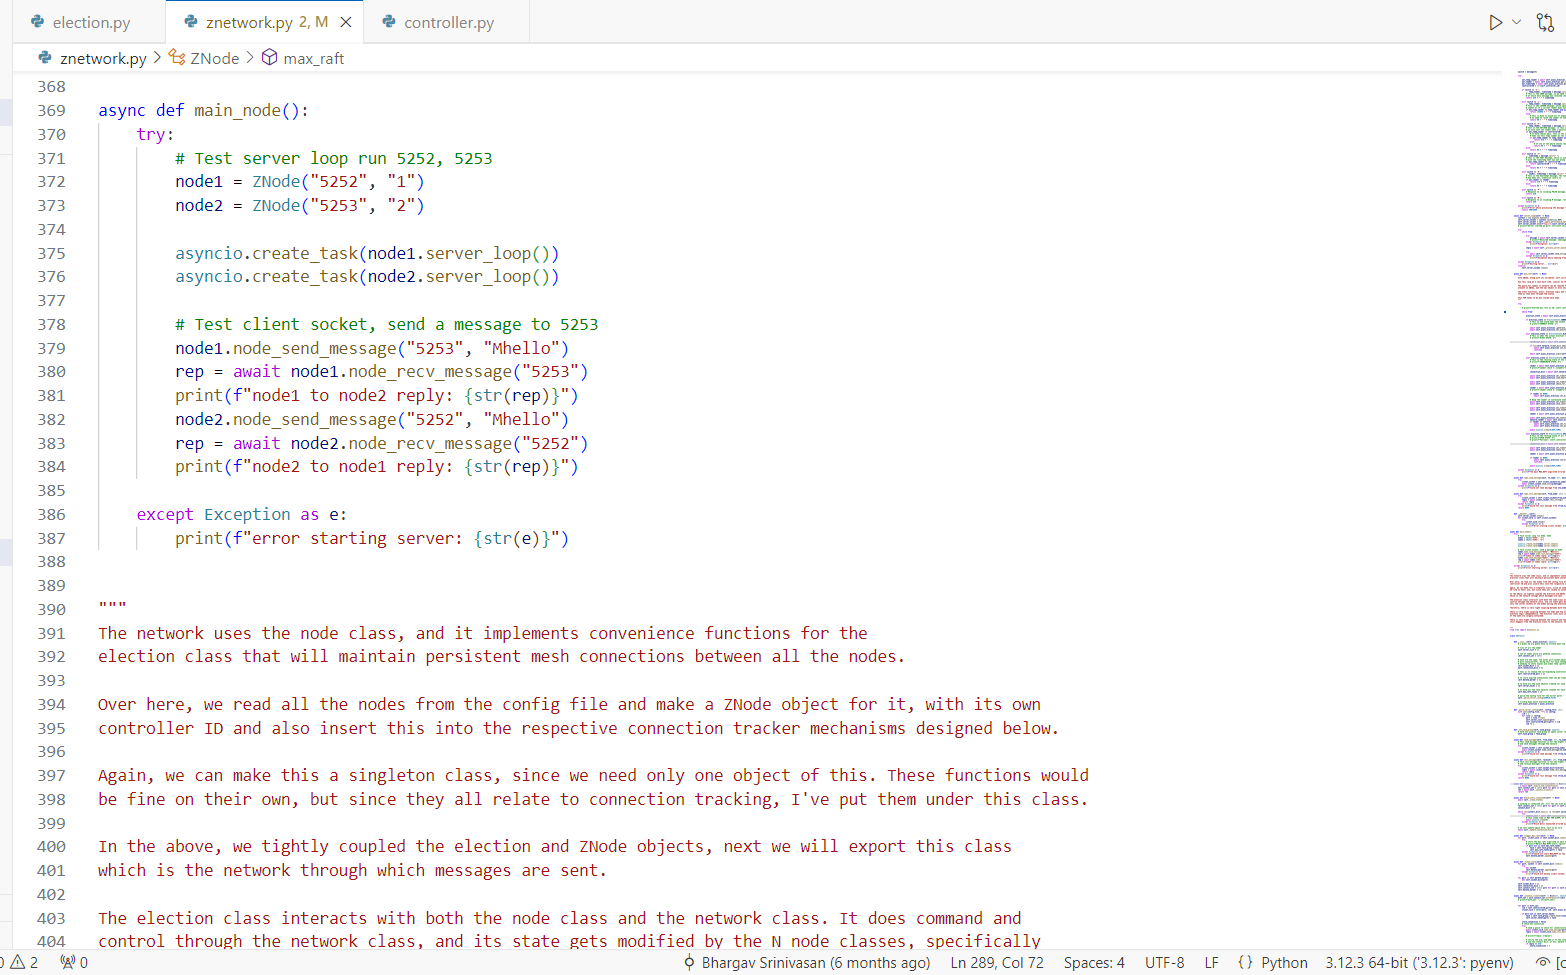 election.py
znetwork.py 2, M
controller.py
znetwork.py > ZNode > max_raft
368
369 async def main_node():
370     try:
371         # Test server loop run 5252, 5253
372         node1 = ZNode("5252", "1")
373         node2 = ZNode("5253", "2")
374
375         asyncio.create_task(node1.server_loop())
376         asyncio.create_task(node2.server_loop())
377
378         # Test client socket, send a message to 5253
379         node1.node_send_message("5253", "Mhello")
380         rep = await node1.node_recv_message("5253")
381         print(f"node1 to node2 reply: {str(rep)}")
382         node2.node_send_message("5252", "Mhello")
383         rep = await node2.node_recv_message("5252")
384         print(f"node2 to node1 reply: {str(rep)}")
385
386     except Exception as e:
387         print(f"error starting server: {str(e)}")
388
389
390 """
391 The network uses the node class, and it implements convenience functions for the
392 election class that will maintain persistent mesh connections between all the nodes.
393
394 Over here, we read all the nodes from the config file and make a ZNode object for it, with its own
395 controller ID and also insert this into the respective connection tracker mechanisms designed below.
396
397 Again, we can make this a singleton class, since we need only one object of this. These functions would
398 be fine on their own, but since they all relate to connection tracking, I've put them under this class.
399
400 In the above, we tightly coupled the election and ZNode objects, next we will export this class
401 which is the network through which messages are sent.
402
403 The election class interacts with both the node class and the network class. It does command and
404 control through the network class, and its state gets modified by the N node classes, specifically
0 2 0 Bhargav Srinivasan (6 months ago) Ln 289, Col 72 Spaces: 4 UTF-8 LF {} Python 3.12.3 64-bit ('3.12.3': pyenv)